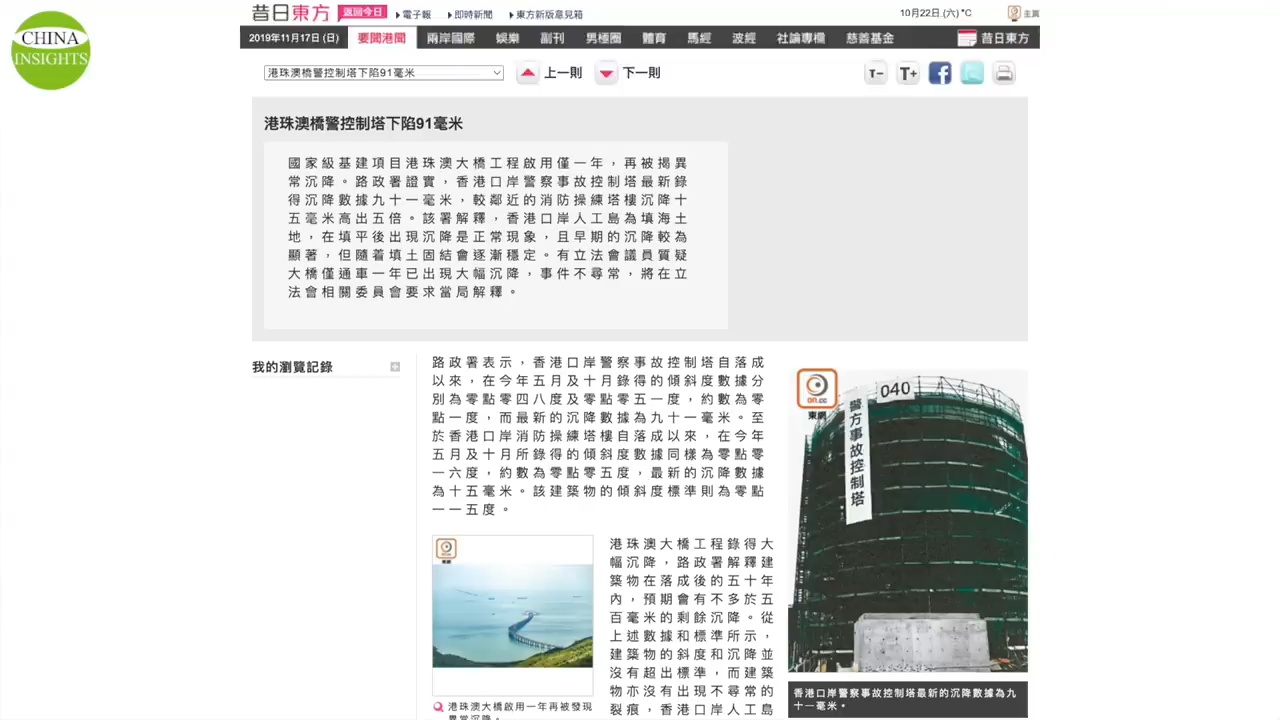 CHINA
INSIGHTS
昔日東方
返回今日
電子報
即時新聞
東方新版意見箱
10月22日.(六) °C
主頁
2019年11月17日 (日)
要聞港聞
兩岸國際
娛樂
副刊
男極圈
體育
馬經
波經
社論專欄
慈善基金
昔日東方
港珠澳橋警控制塔下陷91毫米
上一則
下一則
T-
T+
港珠澳橋警控制塔下陷91毫米
國家級基建項目港珠澳大橋工程啟用僅一年，再被揭異
常沉降。路政署證實，香港口岸警察事故控制塔最新錄
得沉降數據九十一毫米，較鄰近的消防操練塔樓沉降十
五毫米高出五倍。該署解釋，香港口岸人工島為填海土
地，在填平後出現沉降是正常現象，且早期的沉降較為
顯著，但隨着填土固結會逐漸穩定。有立法會議員質疑
大橋僅通車一年已出現大幅沉降，事件不尋常，將在立
法會相關委員會要求當局解釋。
我的瀏覽記錄
路政署表示，香港口岸警察事故控制塔自落成
以來，在今年五月及十月錄得的傾斜度數據分
別為零點零四八度及零點零五一度，約數為零
點一度，而最新的沉降數據為九十一毫米。至
於香港口岸消防操練塔樓自落成以來，在今年
五月及十月所錄得的傾斜度數據同樣為零點零
一六度，約數為零點零五度，最新的沉降數據
為十五毫米。該建築物的傾斜度標準則為零點
一一五度。
港珠澳大橋工程錄得大
幅沉降，路政署解釋建
築物在落成後的五十年
內，預期會有不多於五
百毫米的剩餘沉降。從
上述數據和標準所示，
建築物的斜度和沉降並
沒有超出標準，而建築
物亦沒有出現不尋常的
裂痕，香港口岸人工島
港珠澳大橋啟用一年再被發現
異常沉降。
on.cc
東網
040
警方事故控制塔
香港口岸警察事故控制塔最新的沉降數據為九
十一毫米。